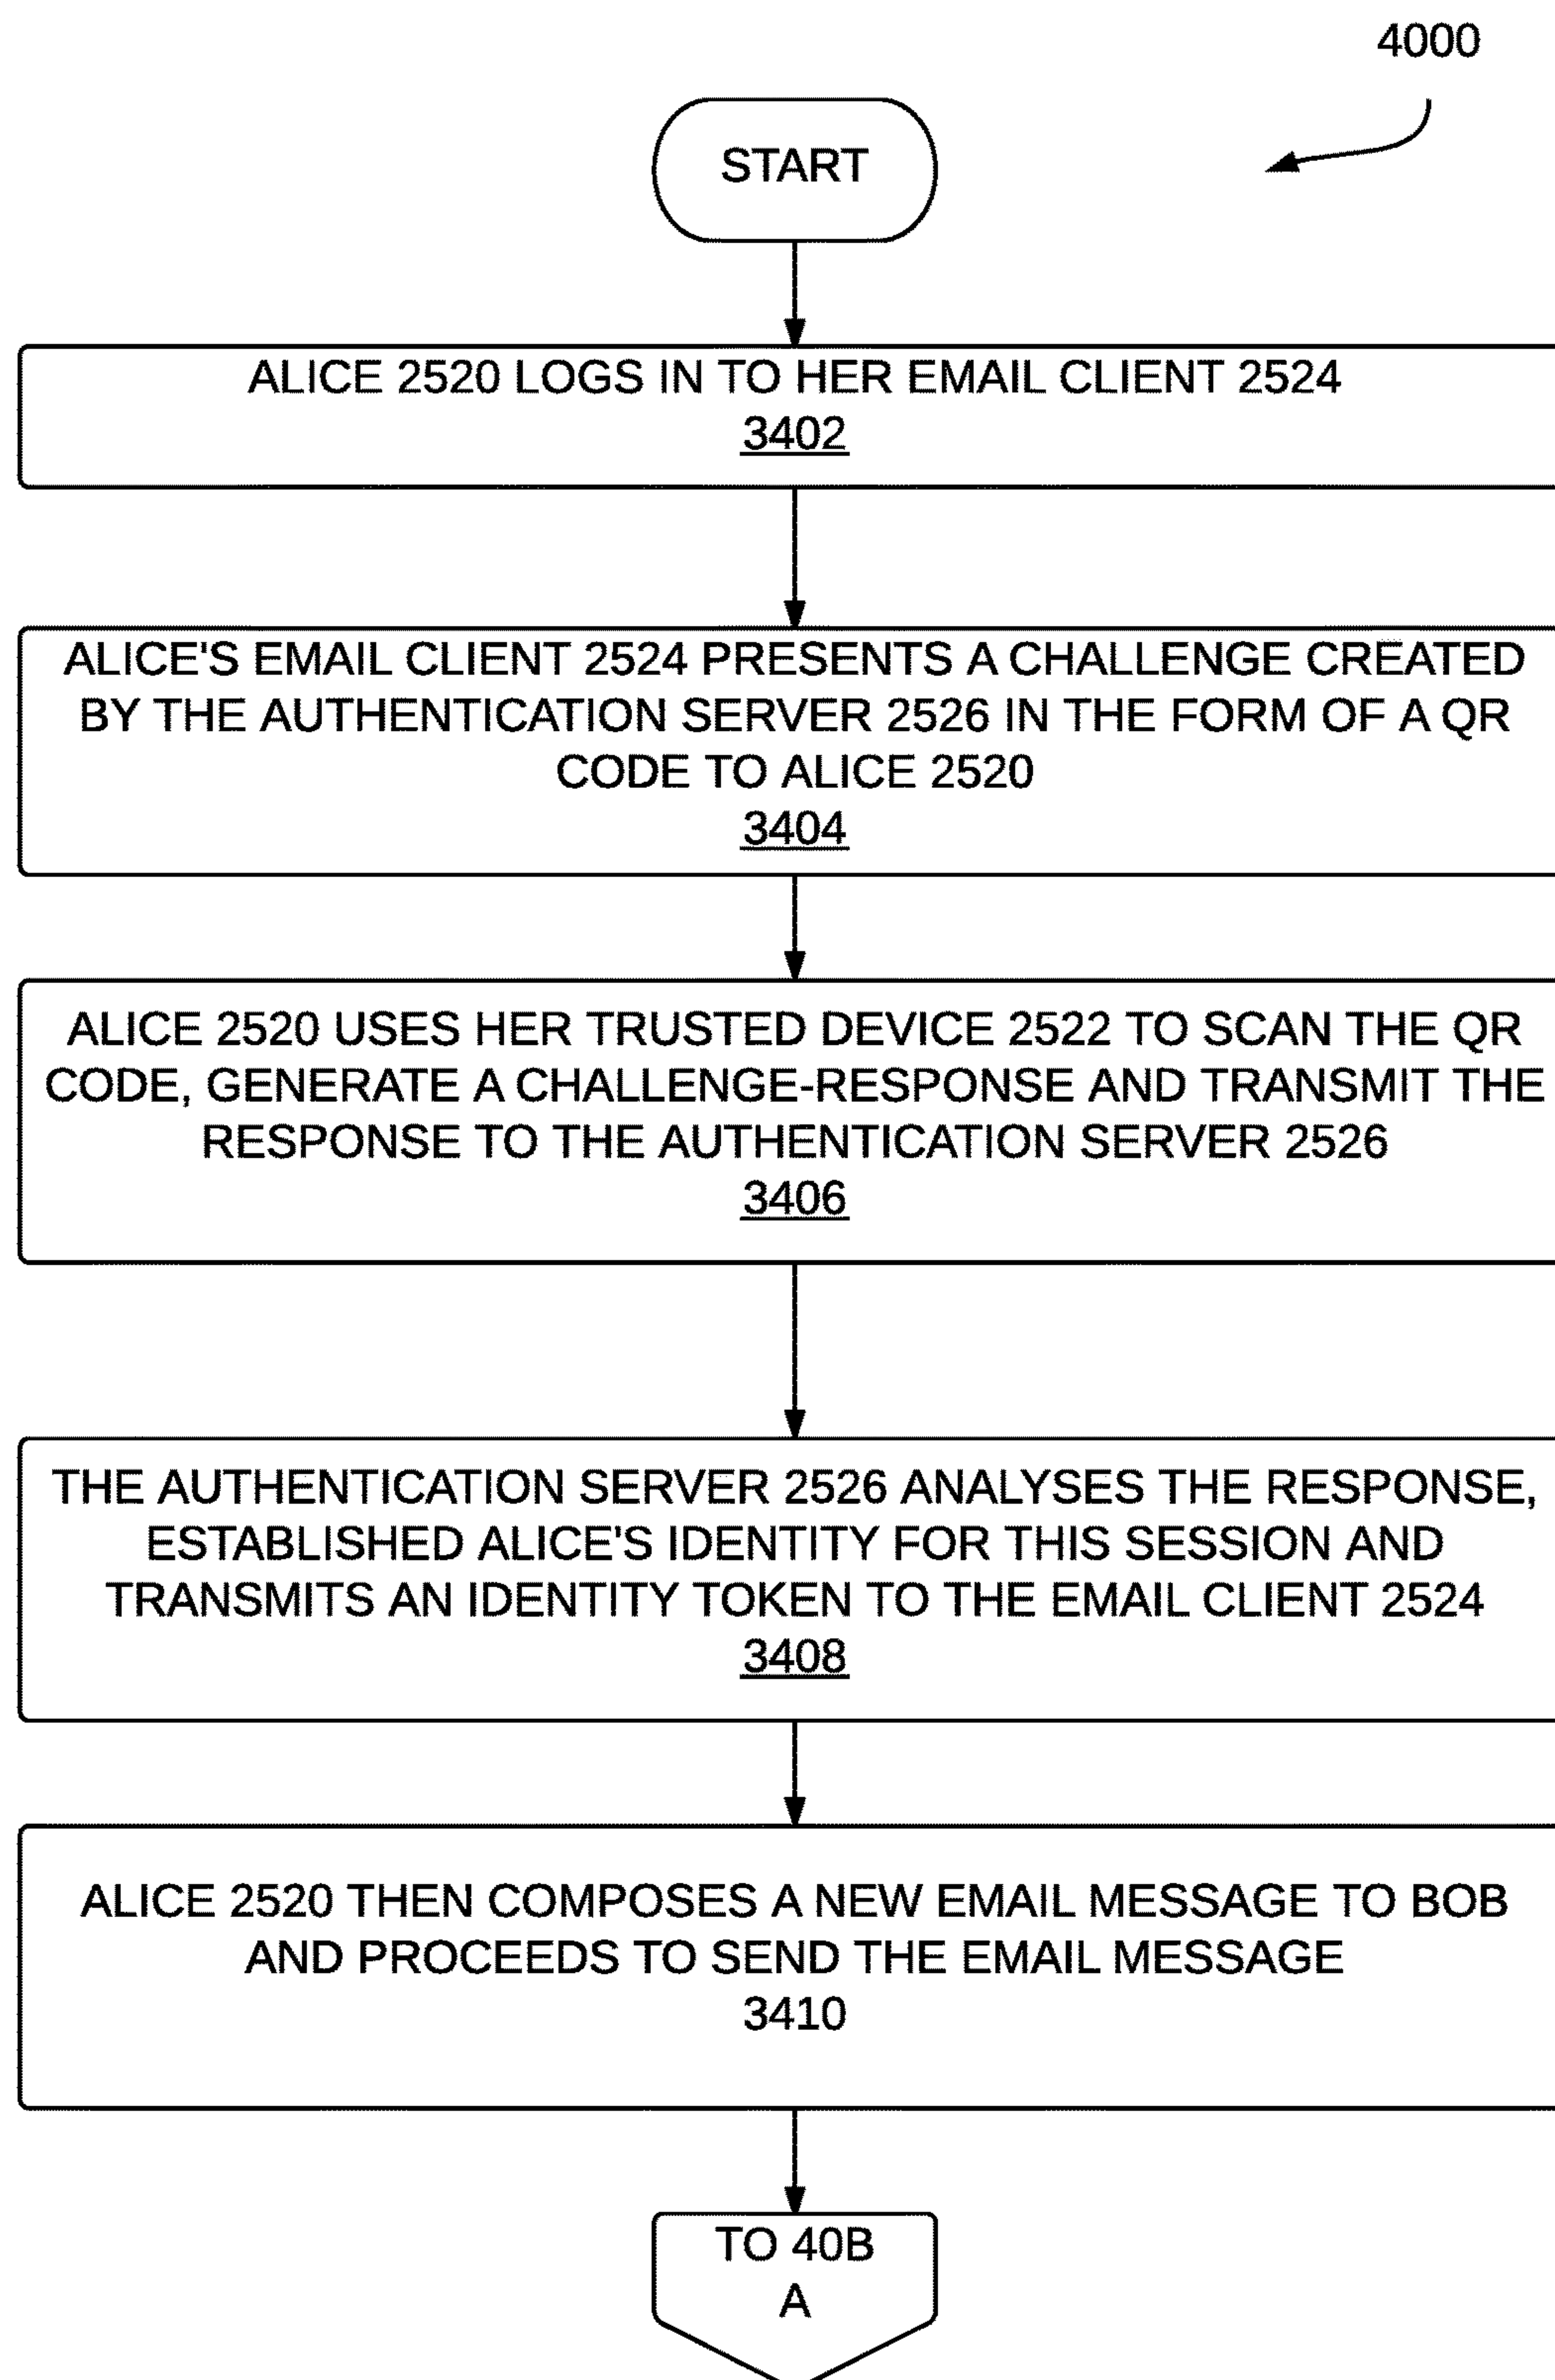 4000
START
ALICE 2520 LOGS IN TO HER EMAIL CLIENT 2524
3402
ALICE'S EMAIL CLIENT 2524 PRESENTS A CHALLENGE CREATED
BY THE AUTHENTICATION SERVER 2526 IN THE FORM OF A QR
CODE TO ALICE 2520
3404
ALICE 2520 USES HER TRUSTED DEVICE 2522 TO SCAN THE QR
CODE, GENERATE A CHALLENGE-RESPONSE AND TRANSMIT THE
RESPONSE TO THE AUTHENTICATION SERVER 2526
3406
THE AUTHENTICATION SERVER 2526 ANALYSES THE RESPONSE,
ESTABLISHED ALICE'S IDENTITY FOR THIS SESSION AND
TRANSMITS AN IDENTITY TOKEN TO THE EMAIL CLIENT 2524
3408
ALICE 2520 THEN COMPOSES A NEW EMAIL MESSAGE TO BOB
AND PROCEEDS TO SEND THE EMAIL MESSAGE
3410
TO 40B
A